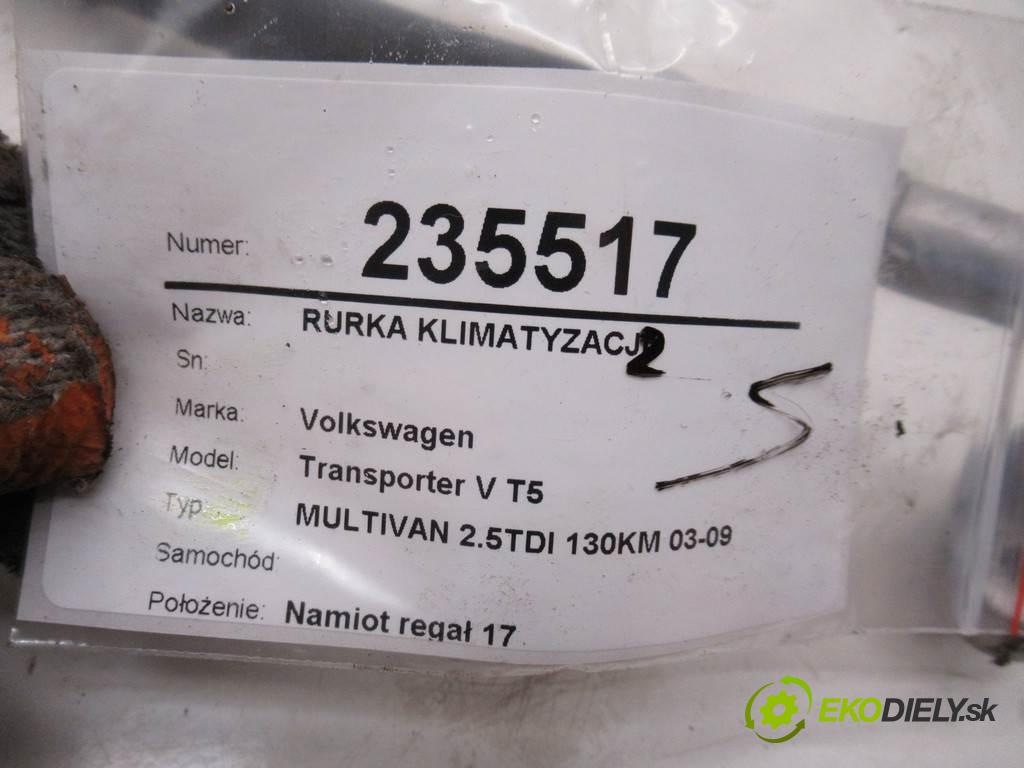 Numer: 235517
Nazwa: RURKA KLIMATYZACJ 2
Sn:
Marka: Volkswagen
Model: Transporter V T5
Typ: MULTIVAN 2.5TDI 130KM 03-09
Samochód:
Położenie: Namiot regał 17
EKODIELY.sk